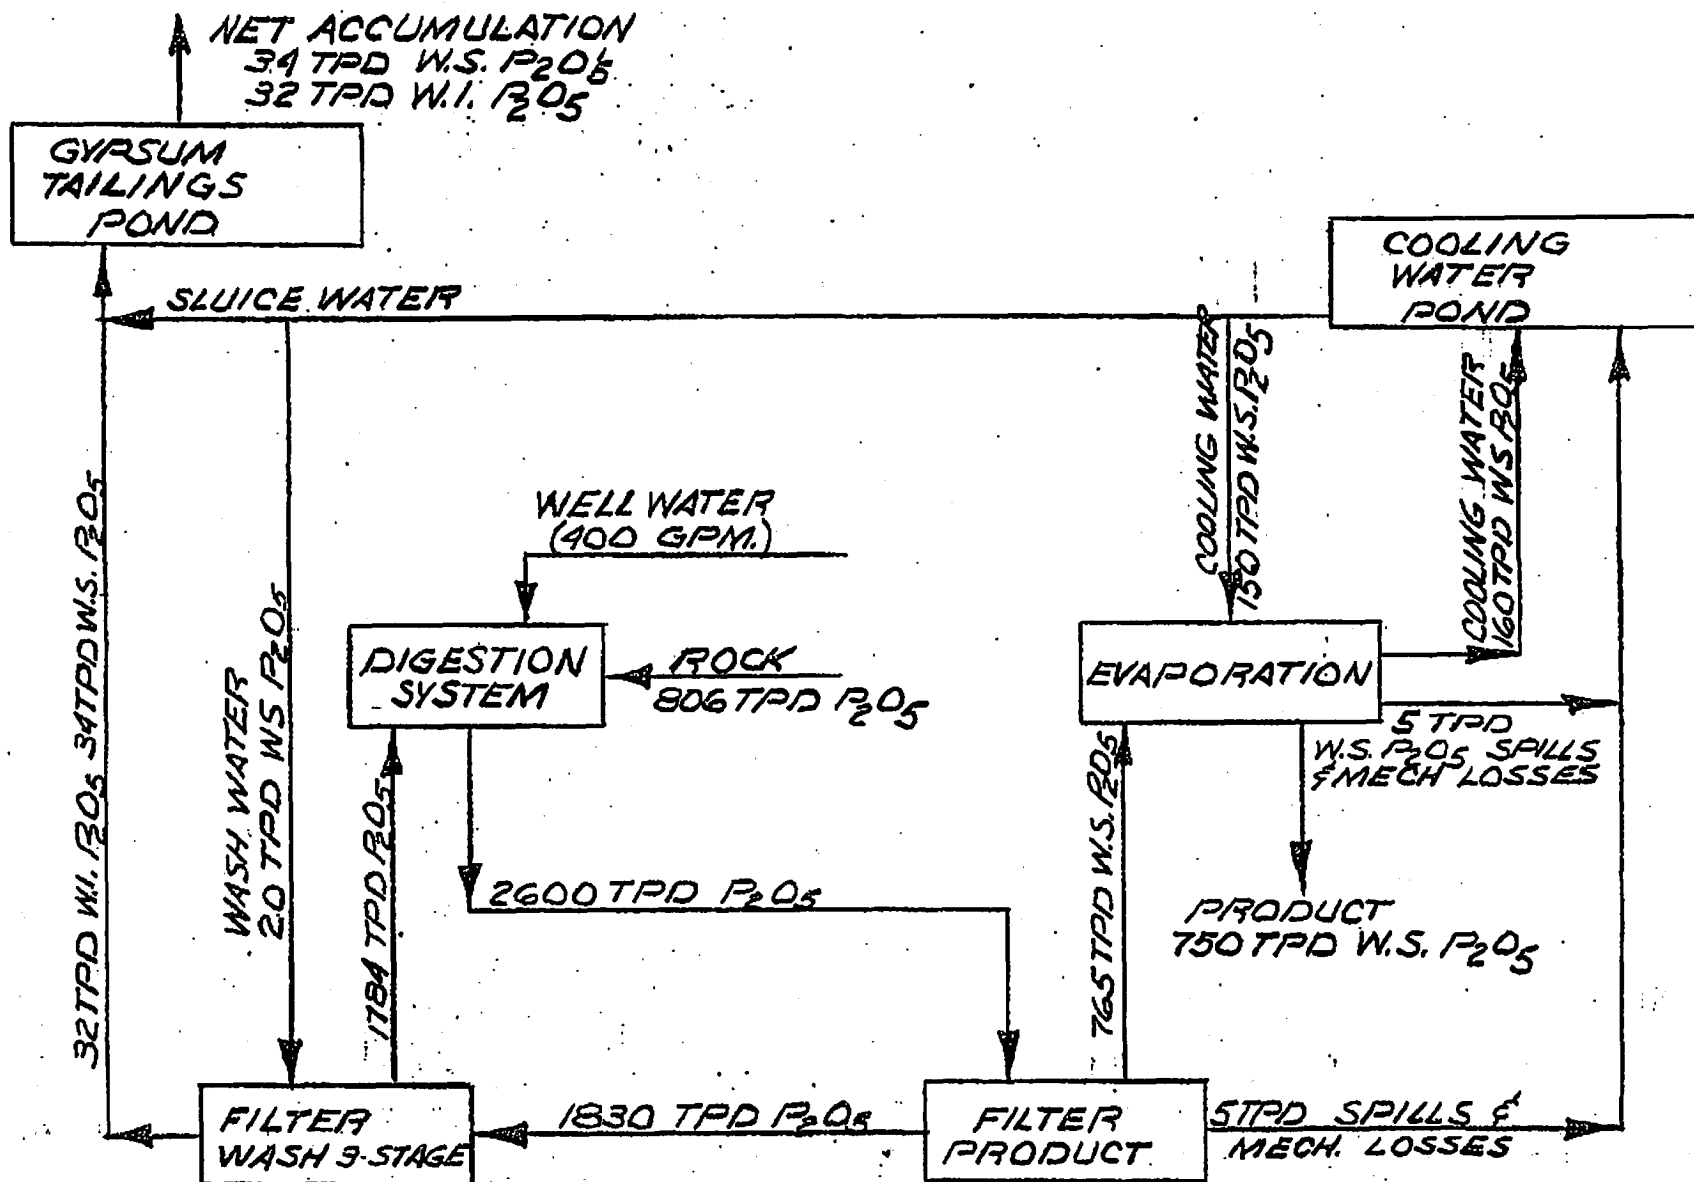 NET ACCUMULATION
34 TPD W.S. P2O5
32 TPD W.I. P2O5
GYPSUM
TAILINGS
POND
COOLING
WATER
POND
SLUICE WATER
COOLING WATER
150 TPD W.S. P2O5
COOLING WATER
160 TPD WS P2O5
WELL WATER
(400 GPM.)
DIGESTION
SYSTEM
ROCK
806 TPD P2O5
EVAPORATION
5 TPD
W.S. P2O5 SPILLS
& MECH LOSSES
32 TPD W.I. P2O5 34 TPD W.S. P2O5
WASH WATER
20 TPD WS P2O5
1784 TPD P2O5
2600 TPD P2O5
765 TPD W.S. P2O5
PRODUCT
750 TPD W.S. P2O5
FILTER
WASH 3-STAGE
1830 TPD P2O5
FILTER
PRODUCT
5 TPD SPILLS &
MECH. LOSSES